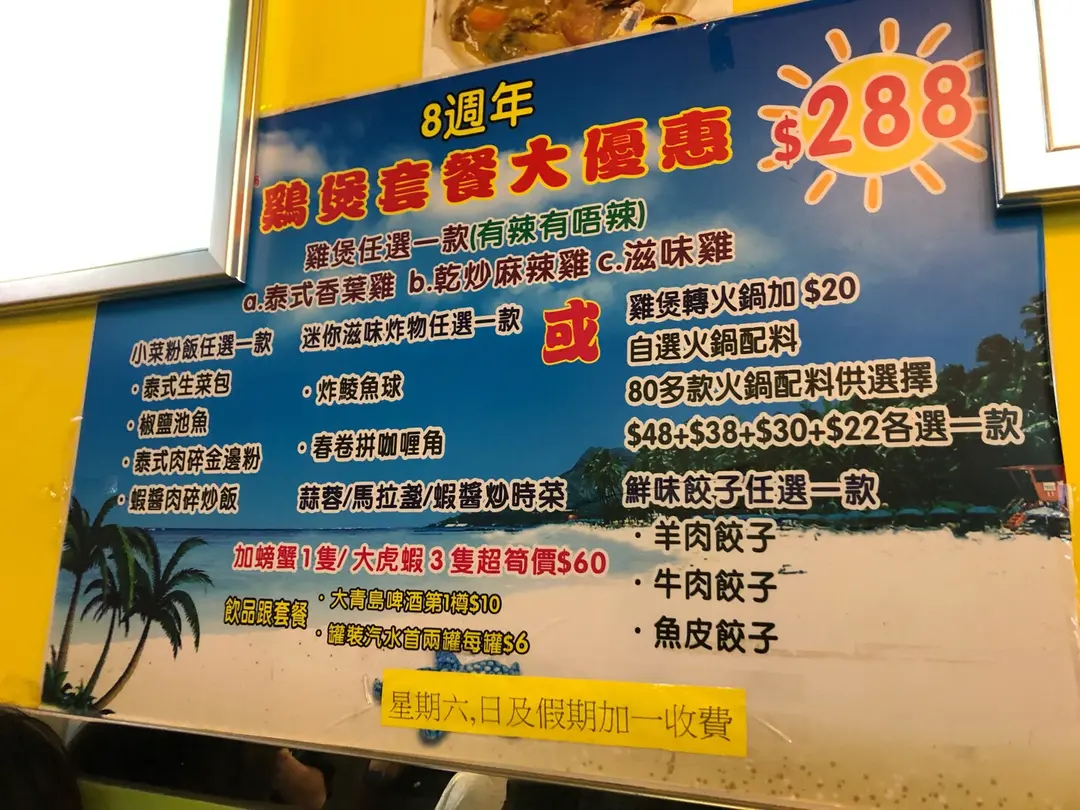 8週年
鷄煲套餐大優惠
$288
雞煲任選一款(有辣有唔辣)
a.泰式香葉雞 b.乾炒麻辣雞 c.滋味雞
小菜粉飯任選一款
・泰式生菜包
・椒鹽池魚
・泰式肉碎金邊粉
・蝦醬肉碎炒飯
迷你滋味炸物任選一款
・炸鯪魚球
・春卷拼咖喱角
蒜蓉/馬拉盞/蝦醬炒時菜
或
雞煲轉火鍋加 $20
自選火鍋配料
80多款火鍋配料供選擇
$48+$38+$30+$22各選一款
鮮味餃子任選一款
・羊肉餃子
・牛肉餃子
・魚皮餃子
加螃蟹1隻/大虎蝦3隻超筍價$60
飲品跟套餐
・大青島啤酒第1樽$10
・罐裝汽水首兩罐每罐$6
星期六,日及假期加一收費